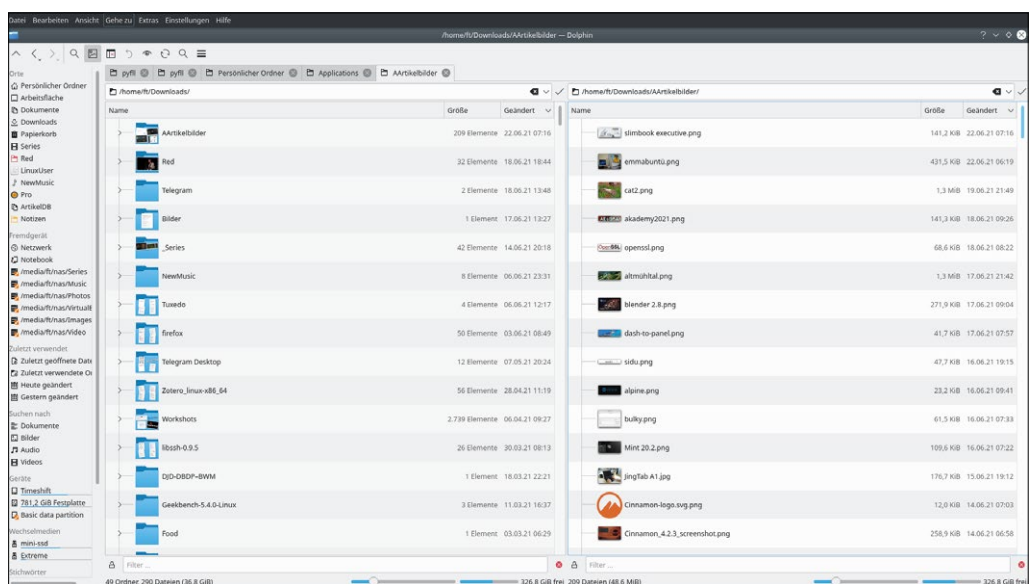 Datei Bearbeiten Ansicht Gehe zu Extras Einstellungen Hilfe
/home/ft/Downloads/AArtikelbilder — Dolphin
pyfll pyfll Persönlicher Ordner Applications AArtikelbilder
Orte
Persönlicher Ordner
Arbeitsfläche
Dokumente
Downloads
Papierkorb
Series
Red
LinuxUser
NewMusic
Pro
ArtikelDB
Notizen
Fremdgerät
Netzwerk
Notebook
/media/ft/nas/Series
/media/ft/nas/Music
/media/ft/nas/Photos
/media/ft/nas/VirtualB
/media/ft/nas/Images
/media/ft/nas/Video
Zuletzt verwendet
Zuletzt geöffnete Date
Zuletzt verwendete Or
Heute geändert
Gestern geändert
Suchen nach
Dokumente
Bilder
Audio
Videos
Geräte
Timeshift
781,2 GiB Festplatte
Basic data partition
Wechselmedien
mini-ssd
Extreme
Stichwörter
/home/ft/Downloads/
Name Größe Geändert
AArtikelbilder 209 Elemente 22.06.21 07:16
Red 32 Elemente 18.06.21 18:44
Telegram 2 Elemente 18.06.21 13:48
Bilder 1 Element 17.06.21 13:27
_Series 42 Elemente 14.06.21 20:18
NewMusic 8 Elemente 06.06.21 23:31
Tuxedo 4 Elemente 06.06.21 12:17
firefox 50 Elemente 03.06.21 08:49
Telegram Desktop 12 Elemente 07.05.21 20:24
Zotero_linux-x86_64 56 Elemente 28.04.21 11:19
Workshots 2.739 Elemente 06.04.21 09:27
libssh-0.9.5 26 Elemente 30.03.21 08:13
DJD-DBDP-BWM 1 Element 18.03.21 22:21
Geekbench-5.4.0-Linux 3 Elemente 11.03.21 16:37
Food 1 Element 03.03.21 06:29
Filter ...
49 Ordner, 290 Dateien (36,8 GiB) 326,8 GiB frei
/home/ft/Downloads/AArtikelbilder/
Name Größe Geändert
slimbook executive.png 141,2 KiB 22.06.21 07:16
emmabuntü.png 431,5 KiB 22.06.21 06:19
cat2.png 1,3 MiB 19.06.21 21:49
akademy2021.png 141,3 KiB 18.06.21 09:26
openssl.png 68,6 KiB 18.06.21 08:22
altmühltal.png 1,3 MiB 17.06.21 21:42
blender 2.8.png 271,9 KiB 17.06.21 09:04
dash-to-panel.png 41,7 KiB 17.06.21 07:57
sidu.png 47,7 KiB 16.06.21 19:15
alpine.png 23,2 KiB 16.06.21 09:41
bulky.png 61,5 KiB 16.06.21 07:33
Mint 20.2.png 109,6 KiB 16.06.21 07:22
JingTab A1.jpg 176,7 KiB 15.06.21 19:12
Cinnamon-logo.svg.png 12,0 KiB 14.06.21 07:03
Cinnamon_4.2.3_screenshot.png 258,9 KiB 14.06.21 06:58
Filter ...
209 Dateien (48,6 MiB) 326,8 GiB frei